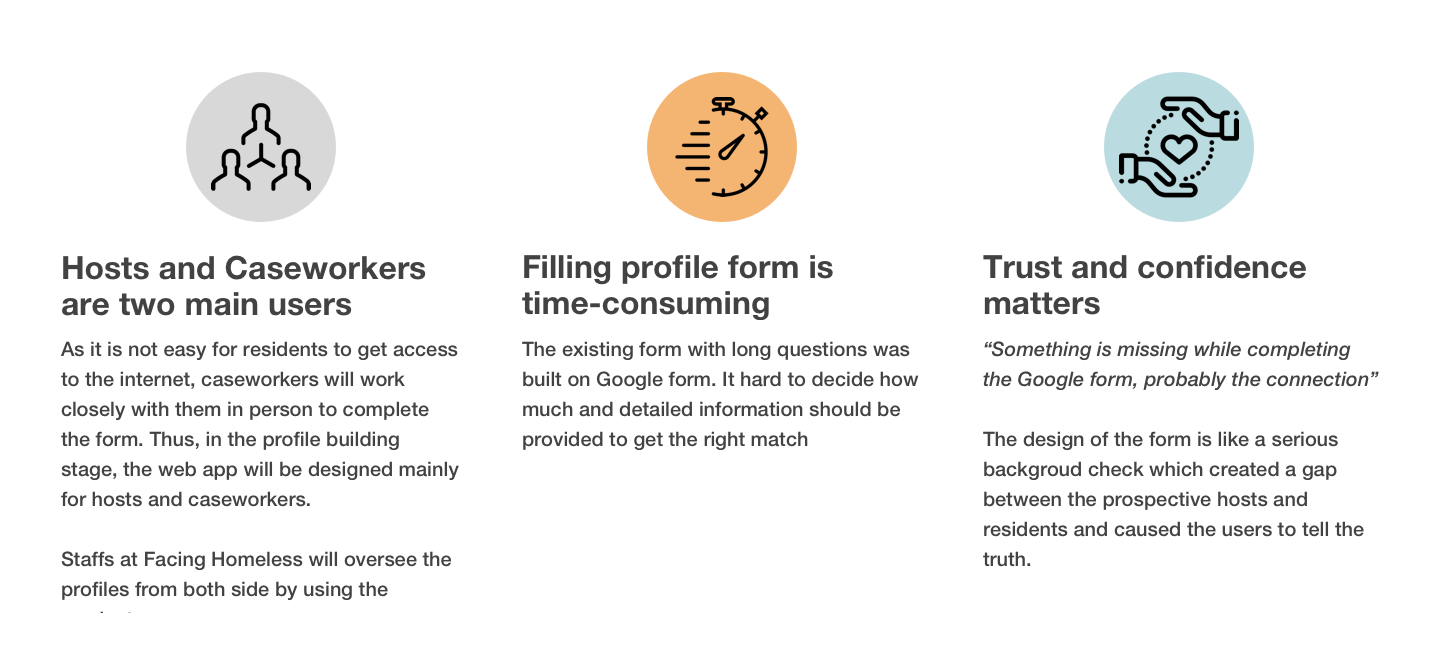 Hosts and Caseworkers
are two main users
As it is not easy for residents to get access
to the internet, caseworkers will work
closely with them in person to complete
the form. Thus, in the profile building
stage, the web app will be designed mainly
for hosts and caseworkers.
Staffs at Facing Homeless will oversee the
profiles from both side by using the
Filling profile form is
time-consuming
The existing form with long questions was
built on Google form. It hard to decide how
much and detailed information should be
provided to get the right match
Trust and confidence
matters
“Something is missing while completing
the Google form, probably the connection”
The design of the form is like a serious
backgroud check which created a gap
between the prospective hosts and
residents and caused the users to tell the
truth.